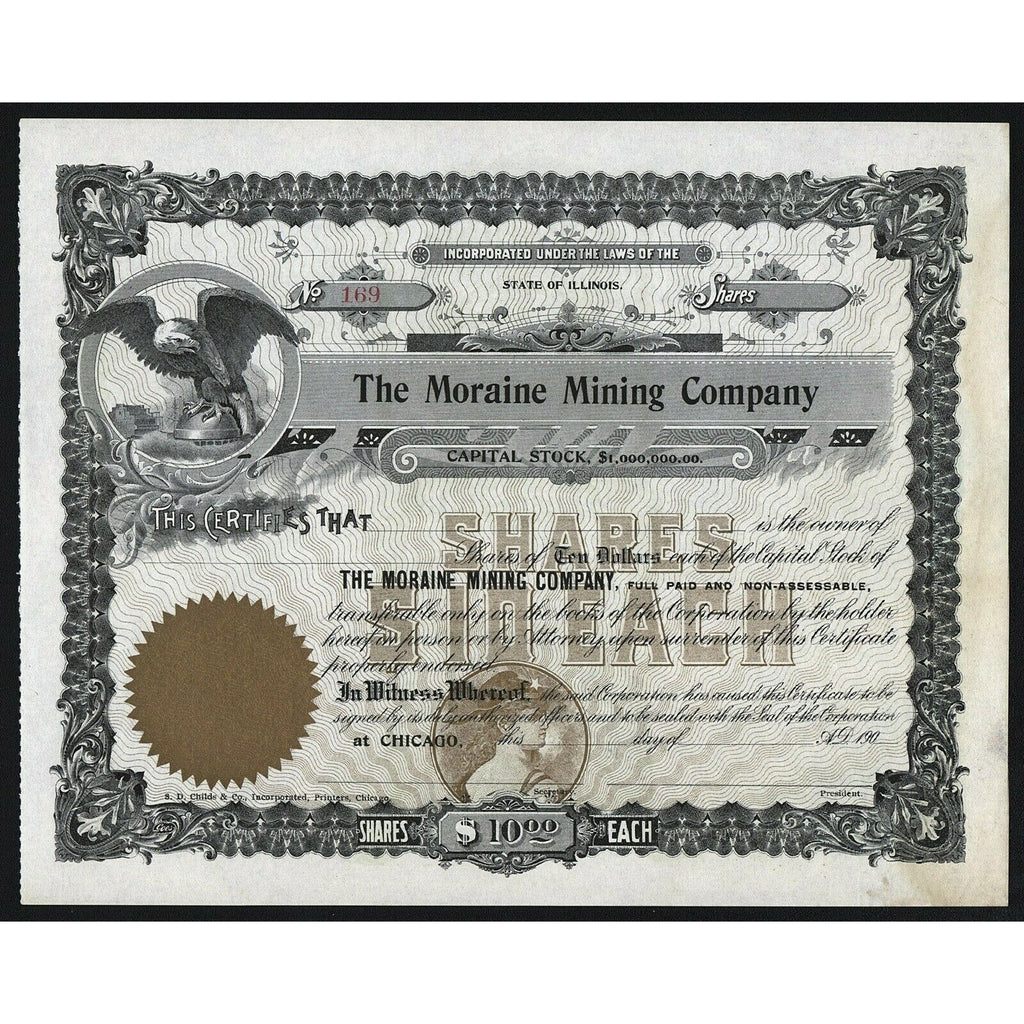 INCORPORATED UNDER THE LAWS OF THE
STATE OF ILLINOIS.
No 169
Shares
The Moraine Mining Company
CAPITAL STOCK, $1,000,000.00.
THIS CERTIFIES THAT
is the owner of
SHARES
Shares of Ten Dollars each of the Capital Stock of
THE MORAINE MINING COMPANY, FULL PAID AND NON-ASSESSABLE,
$10 EACH
transferable only on the books of the Corporation by the holder
hereof in person or by Attorney upon surrender of this Certificate
properly endorsed.
In Witness Whereof, the said Corporation has caused this Certificate to be
signed by its duly authorized officers and to be sealed with the Seal of the Corporation
at CHICAGO, this day of A.D. 190
Secretary. President.
S. D. Childs & Co., Incorporated, Printers, Chicago.
SHARES $10.00 EACH